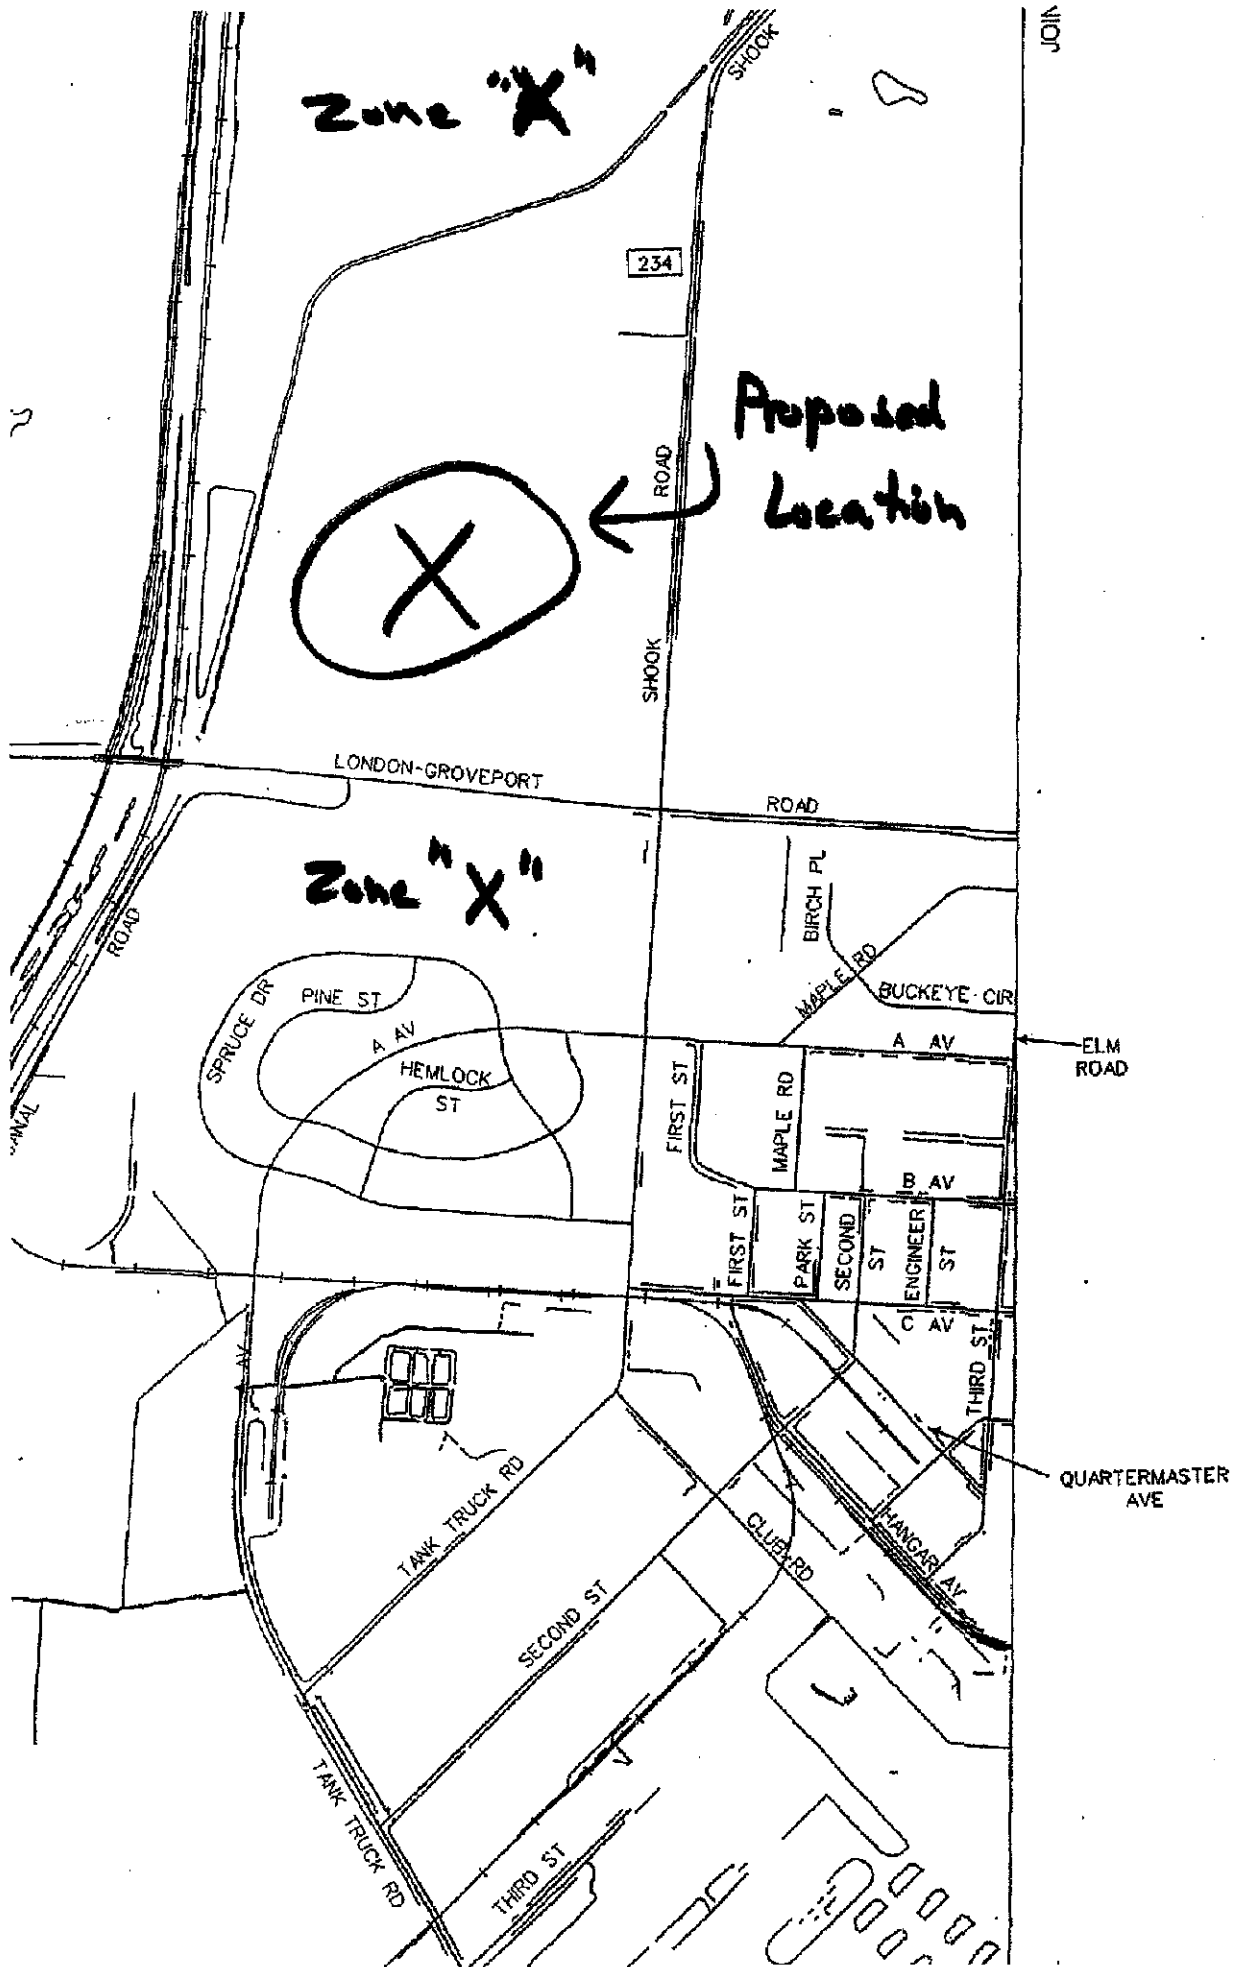 SHOOK
Zone "X"
234
Proposed
Location
ROAD
SHOOK
LONDON-GROVEPORT
ROAD
Zone "X"
BIRCH PL
ROAD
MAPLE RD
BUCKEYE CIR
SPRUCE DR
PINE ST
A AV
A AV
ELM
ROAD
HEMLOCK
ST
FIRST ST
MAPLE RD
B AV
FIRST ST
PARK ST
SECOND
ST
ENGINEER
ST
C AV
THIRD ST
AV
QUARTERMASTER
AVE
TANK TRUCK RD
CLUB RD
HANGAR AV
SECOND ST
TANK TRUCK RD
THIRD ST